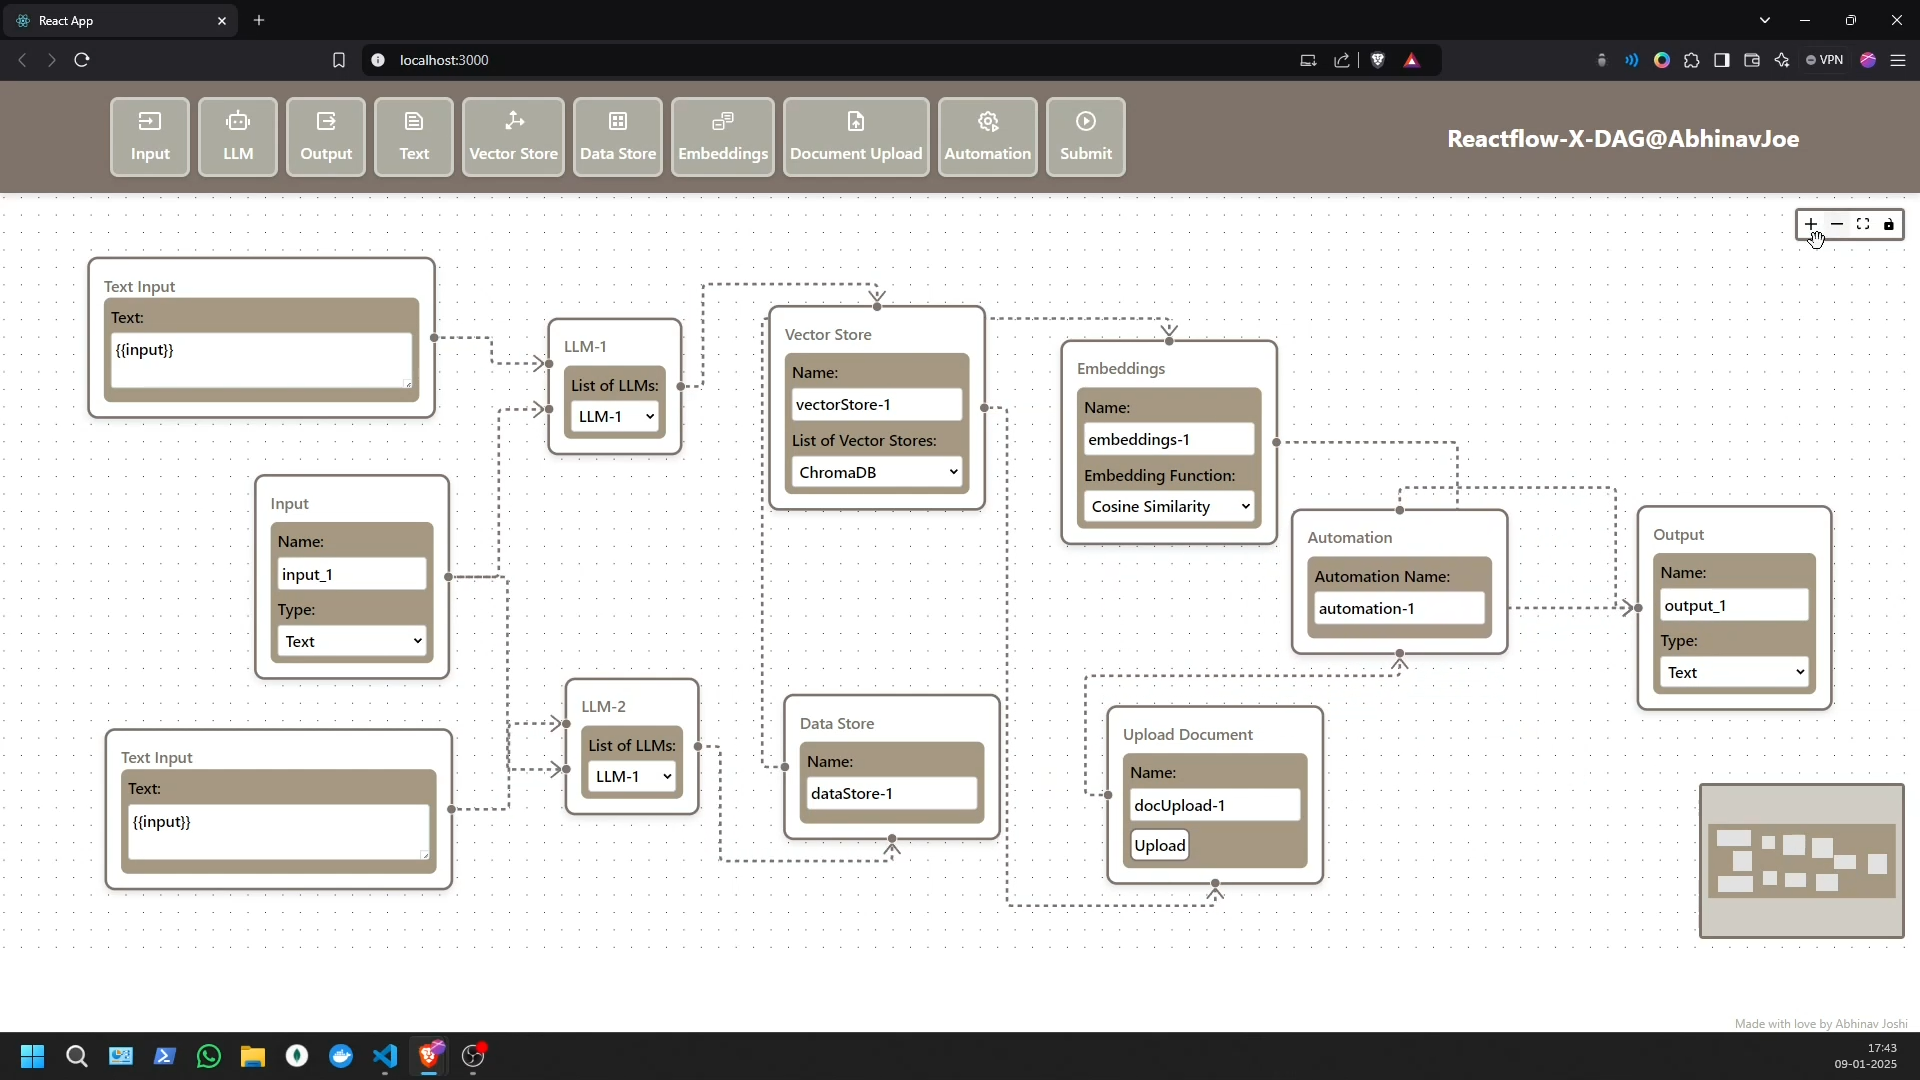 React App
localhost:3000
VPN
Input
LLM
Output
Text
Vector Store
Data Store
Embeddings
Document Upload
Automation
Submit
Reactflow-X-DAG@AbhinavJoe
Text Input
Text:
{{input}}
LLM-1
List of LLMs:
LLM-1
Vector Store
Name:
vectorStore-1
List of Vector Stores:
ChromaDB
Embeddings
Name:
embeddings-1
Embedding Function:
Cosine Similarity
Input
Name:
input_1
Type:
Text
Automation
Automation Name:
automation-1
Output
Name:
output_1
Type:
Text
Text Input
Text:
{{input}}
LLM-2
List of LLMs:
LLM-1
Data Store
Name:
dataStore-1
Upload Document
Name:
docUpload-1
Upload
Made with love by Abhinav Joshi
17:43
09-01-2025